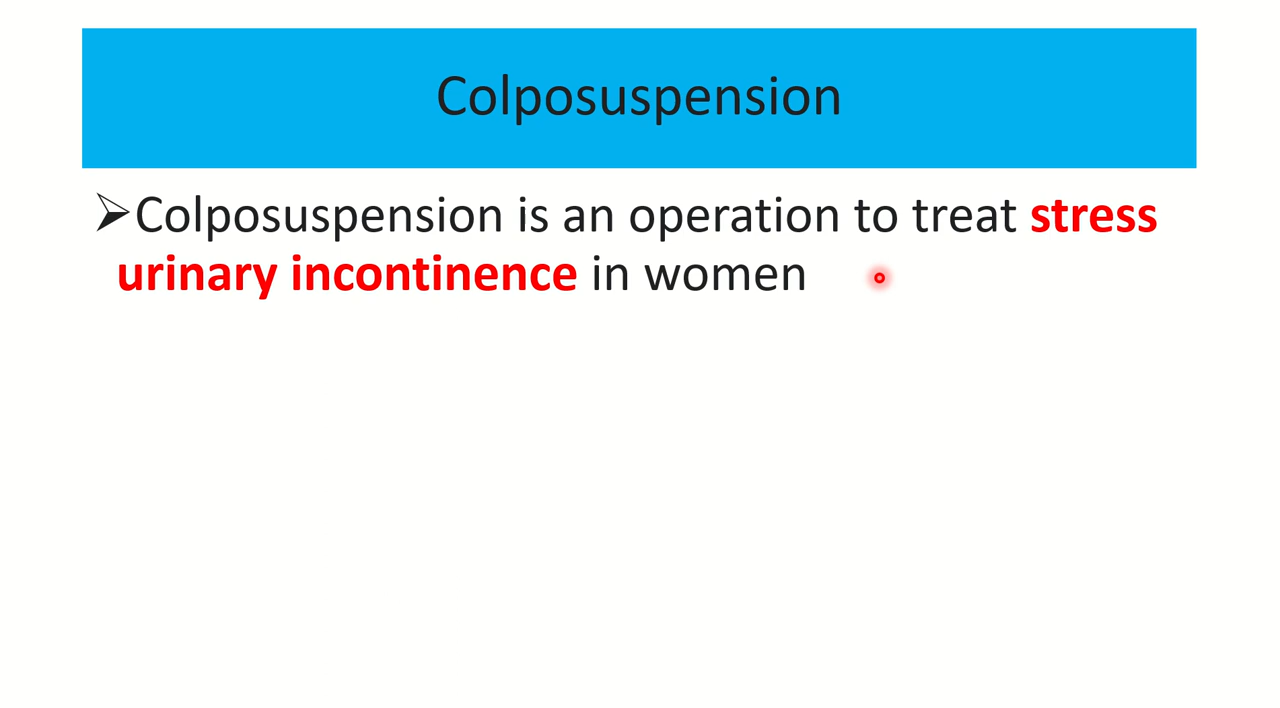 Colposuspension
➢Colposuspension is an operation to treat stress
urinary incontinence in women